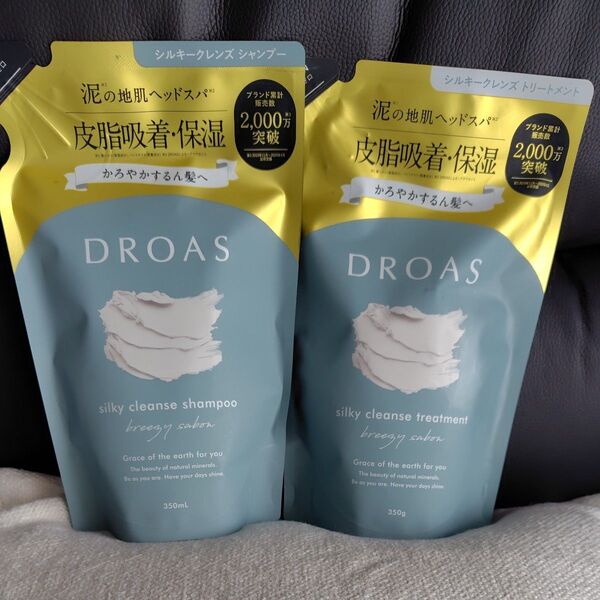 シルキークレンズ シャンプー
泥の地肌ヘッドスパ
皮脂吸着・保湿
ブランド累計
販売数
2,000万
突破
かろやかするん髪へ
DROAS
silky cleanse shampoo
breezy sabon
Grace of the earth for you
The beauty of natural minerals.
Be as you are. Have your days shine.
350mL
シルキークレンズ トリートメント
泥の地肌ヘッドスパ
皮脂吸着・保湿
ブランド累計
販売数
2,000万
突破
かろやかするん髪へ
DROAS
silky cleanse treatment
breezy sabon
Grace of the earth for you
The beauty of natural minerals.
Be as you are. Have your days shine.
350g